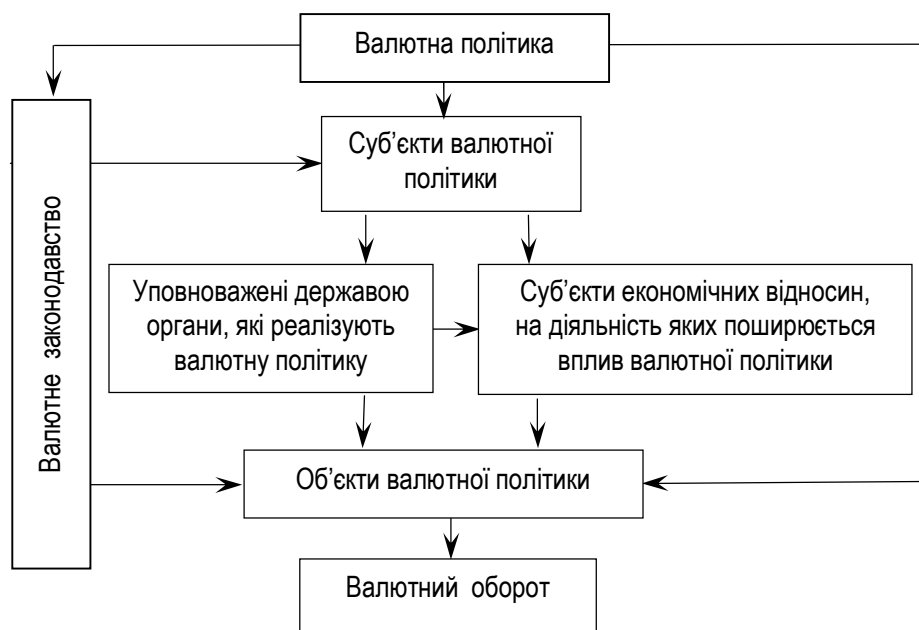 Валютна політика
Суб’єкти валютної
політики
Валютне законодавство
Уповноважені державою
органи, які реалізують
валютну політику
Суб’єкти економічних відносин,
на діяльність яких поширюється
вплив валютної політики
Об’єкти валютної політики
Валютний оборот